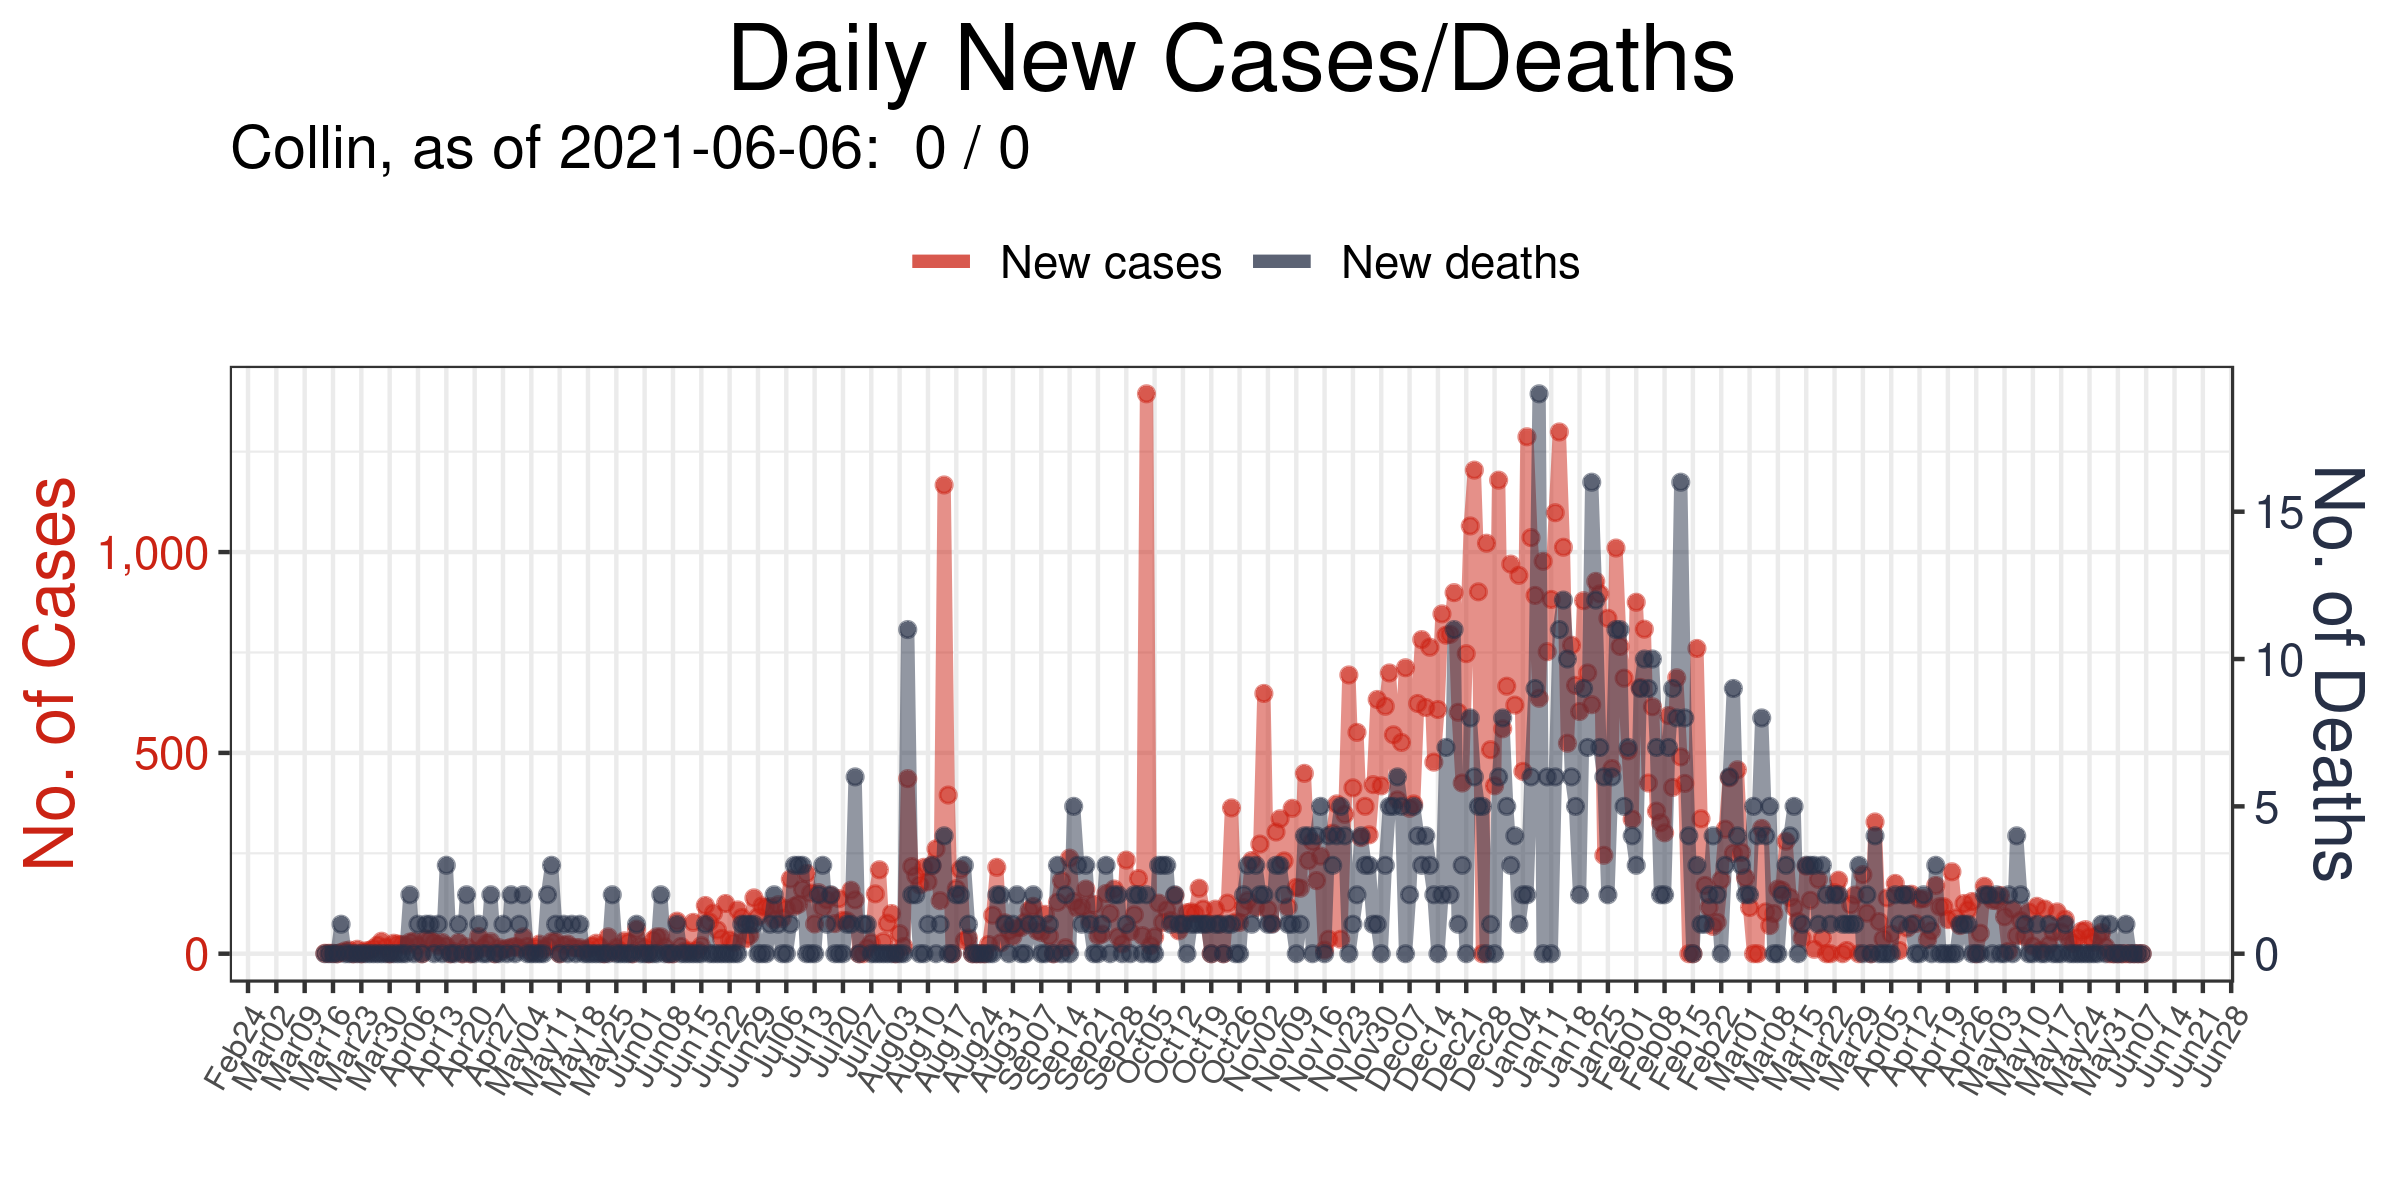 Daily New Cases/Deaths
Collin, as of 2021-06-06:  0 / 0
New cases
New deaths
No. of Cases
1,000
500
0
15
10
5
0
No. of Deaths
Feb24
Mar02
Mar09
Mar16
Mar23
Mar30
Apr06
Apr13
Apr20
Apr27
May04
May11
May18
May25
Jun01
Jun08
Jun15
Jun22
Jun29
Jul06
Jul13
Jul20
Jul27
Aug03
Aug10
Aug17
Aug24
Aug31
Sep07
Sep14
Sep21
Sep28
Oct05
Oct12
Oct19
Oct26
Nov02
Nov09
Nov16
Nov23
Nov30
Dec07
Dec14
Dec21
Dec28
Jan04
Jan11
Jan18
Jan25
Feb01
Feb08
Feb15
Feb22
Mar01
Mar08
Mar15
Mar22
Mar29
Apr05
Apr12
Apr19
Apr26
May03
May10
May17
May24
May31
Jun07
Jun14
Jun21
Jun28